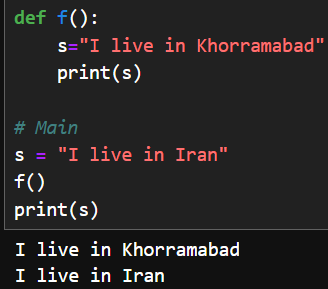 def f():
    s="I live in Khorramabad"
    print(s)
# Main
s = "I live in Iran"
f()
print(s)
I live in Khorramabad
I live in Iran